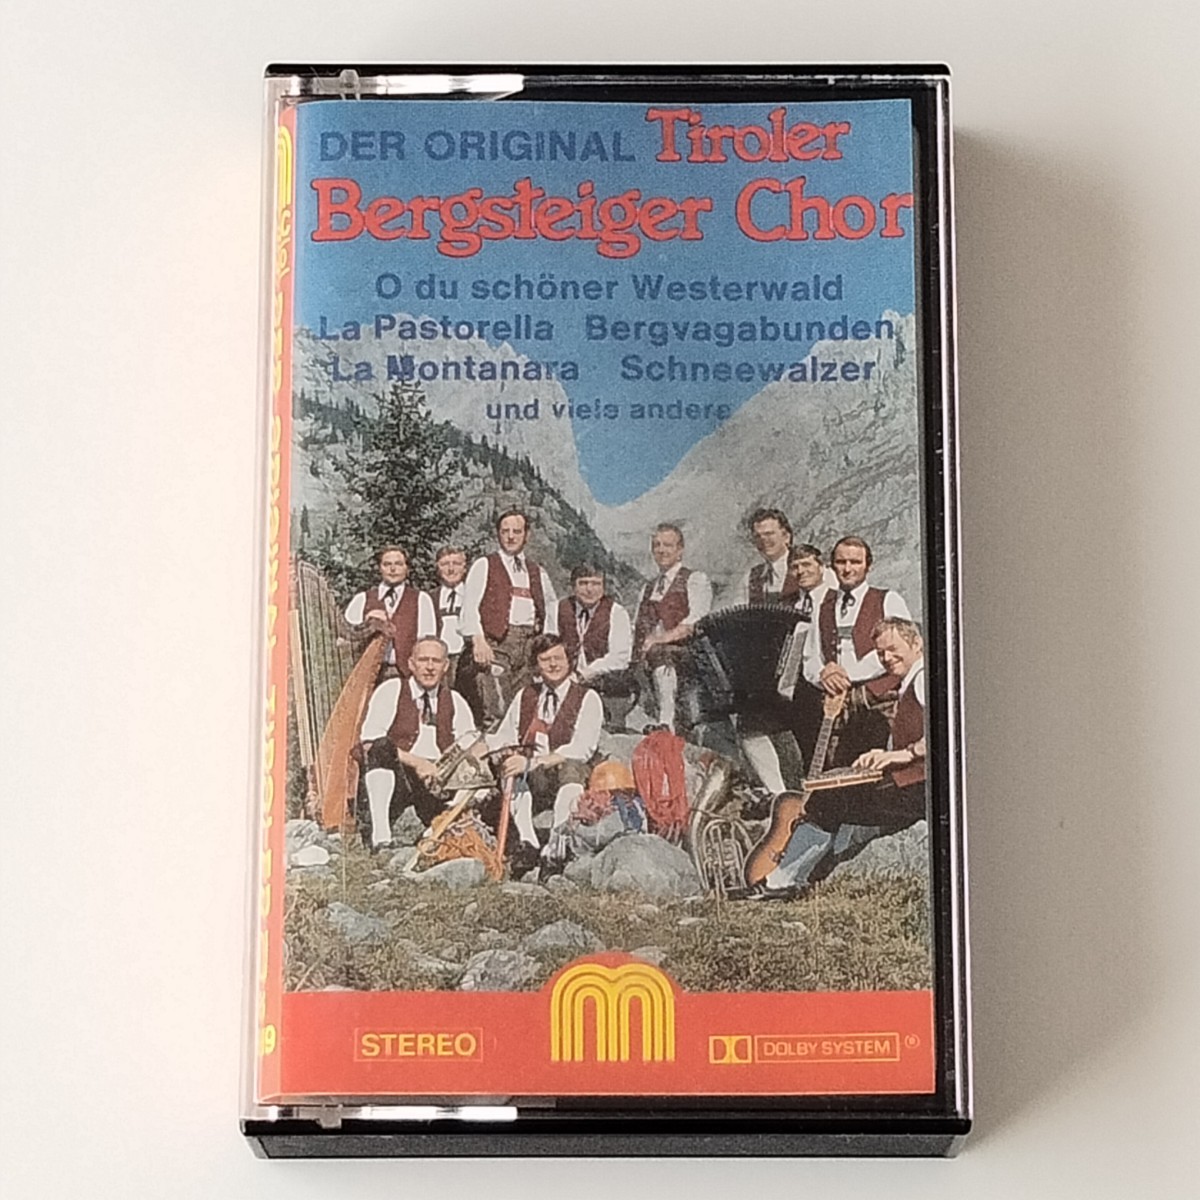 DER ORIGINAL Tiroler
Bergsteiger Chor
O du schöner Westerwald
La Pastorella Bergvagabunden
La Montanara Schneewalzer
und viele andere
STEREO
M
DOLBY SYSTEM ®